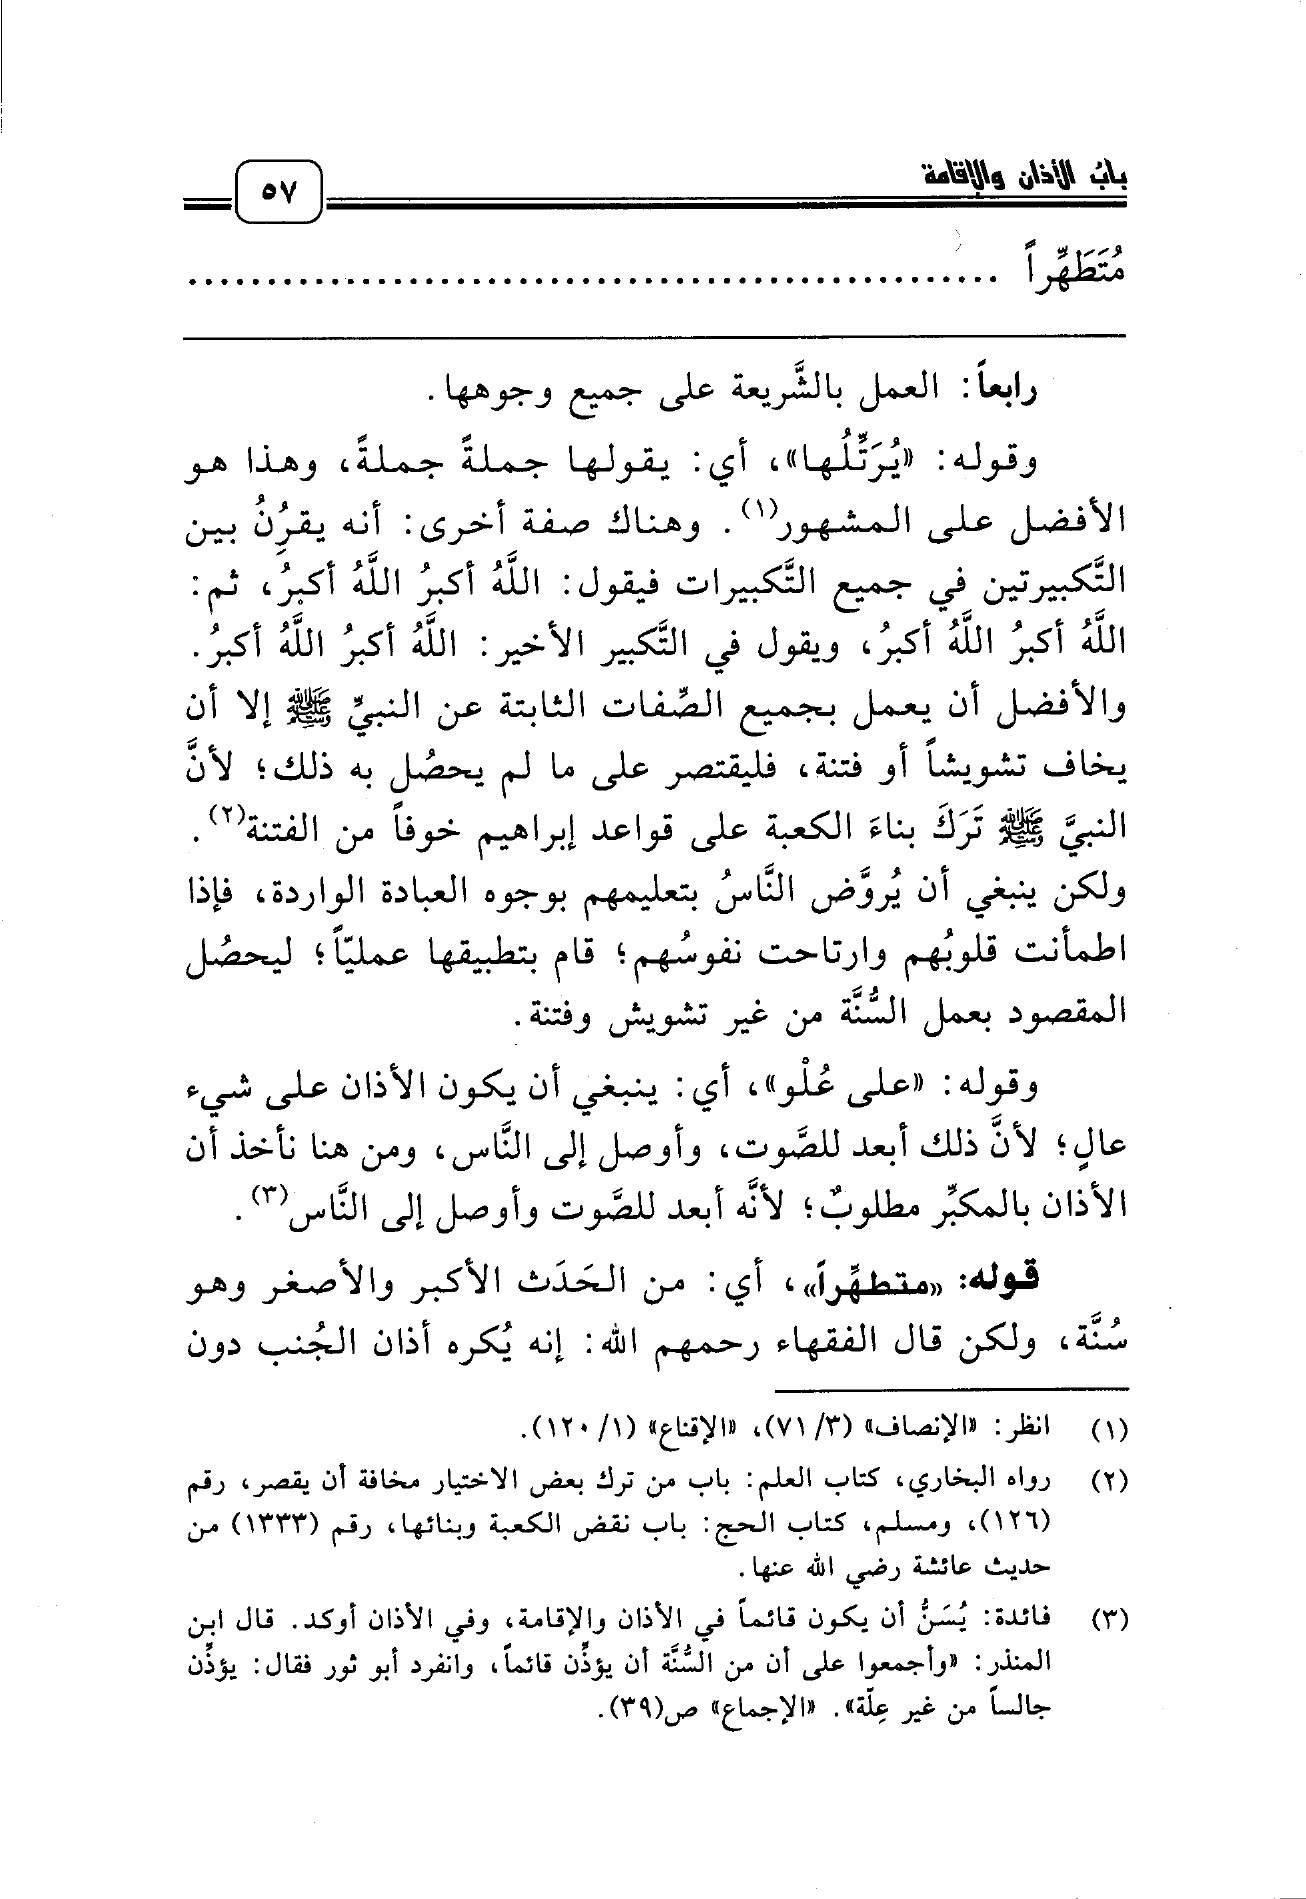 بابُ الأذان والإقامة
٥٧
مُتَطَهِّراً ....................................................
رابعاً: العمل بالشَّريعة على جميع وجوهها.
وقوله: «يُرَتِّلُها»، أي: يقولها جملةً جملةً، وهذا هو
الأفضل على المشهور(١). وهناك صفة أخرى: أنه يقرِنُ بين
التَّكبيرتين في جميع التَّكبيرات فيقول: اللَّهُ أكبرُ اللَّهُ أكبرُ، ثم:
اللَّهُ أكبرُ اللَّهُ أكبرُ، ويقول في التَّكبير الأخير: اللَّهُ أكبرُ اللَّهُ أكبرُ.
والأفضل أن يعمل بجميع الصِّفات الثابتة عن النبيِّ ﷺ إلا أن
يخاف تشويشاً أو فتنة، فليقتصر على ما لم يحصُل به ذلك؛ لأنَّ
النبيَّ ﷺ تَرَكَ بناءَ الكعبة على قواعد إبراهيم خوفاً من الفتنة(٢).
ولكن ينبغي أن يُروَّض النَّاسُ بتعليمهم بوجوه العبادة الواردة، فإذا
اطمأنت قلوبُهم وارتاحت نفوسُهم؛ قام بتطبيقها عمليّاً؛ ليحصُل
المقصود بعمل السُّنَّة من غير تشويش وفتنة.
وقوله: «على عُلْو»، أي: ينبغي أن يكون الأذان على شيء
عالٍ؛ لأنَّ ذلك أبعد للصَّوت، وأوصل إلى النَّاس، ومن هنا نأخذ أن
الأذان بالمكبِّر مطلوبٌ؛ لأنَّه أبعد للصَّوت وأوصل إلى النَّاس(٣).
قوله: «متطهِّراً»، أي: من الحَدَث الأكبر والأصغر وهو
سُنَّة، ولكن قال الفقهاء رحمهم الله: إنه يُكره أذان الجُنب دون
(١) انظر: «الإنصاف» (٣/ ٧١)، «الإقناع» (١/ ١٢٠).
(٢) رواه البخاري، كتاب العلم: باب من ترك بعض الاختيار مخافة أن يقصر، رقم
(١٢٦)، ومسلم، كتاب الحج: باب نقض الكعبة وبنائها، رقم (١٣٣٣) من
حديث عائشة رضي الله عنها.
(٣) فائدة: يُسَنُّ أن يكون قائماً في الأذان والإقامة، وفي الأذان أوكد. قال ابن
المنذر: «وأجمعوا على أن من السُّنَّة أن يؤذِّن قائماً، وانفرد أبو ثور فقال: يؤذِّن
جالساً من غير عِلّة». «الإجماع» ص(٣٩).